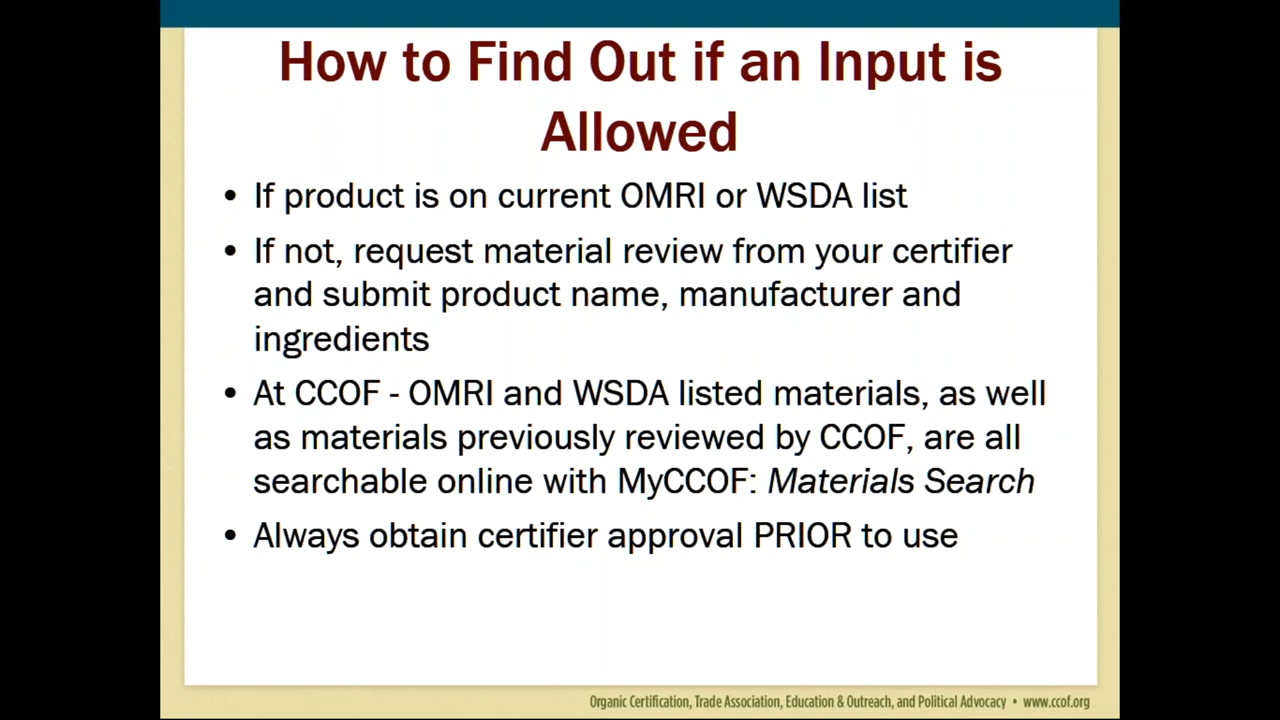 How to Find Out if an Input is
Allowed
• If product is on current OMRI or WSDA list
• If not, request material review from your certifier
and submit product name, manufacturer and
ingredients
• At CCOF - OMRI and WSDA listed materials, as well
as materials previously reviewed by CCOF, are all
searchable online with MyCCOF: Materials Search
• Always obtain certifier approval PRIOR to use
Organic Certification, Trade Association, Education & Outreach, and Political Advocacy • www.ccof.org